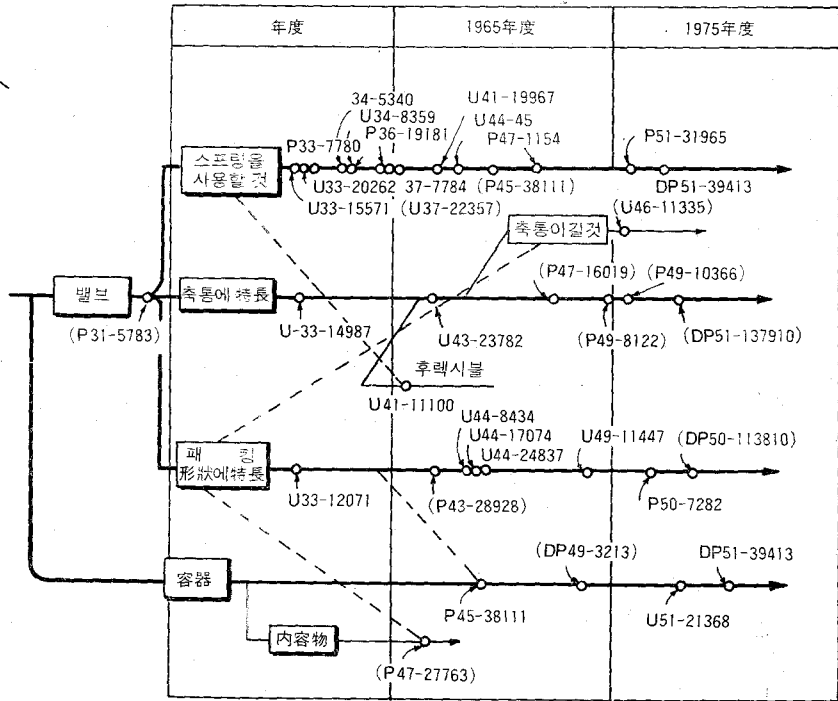 年度
1965年度
1975年度
34-5340
U34-8359
P36-19181
P33-7780
U41-19967
U44-45
P47-1154
P51-31965
스프링을
사용할 것
U33-20262
U33-15571
37-7784
(U37-22357)
(P45-38111)
DP51-39413
(U46-11335)
축통이길것
밸브
(P31-5783)
축통에 特長
U-33-14987
U43-23782
(P47-16019)
(P49-10366)
(P49-8122)
(DP51-137910)
후렉시블
U41-11100
패 킹
形狀에特長
U33-12071
U44-8434
U44-17074
U44-24837
(P43-28928)
U49-11447
(DP50-113810)
P50-7282
容器
P45-38111
(DP49-3213)
DP51-39413
U51-21368
内容物
(P47-27763)